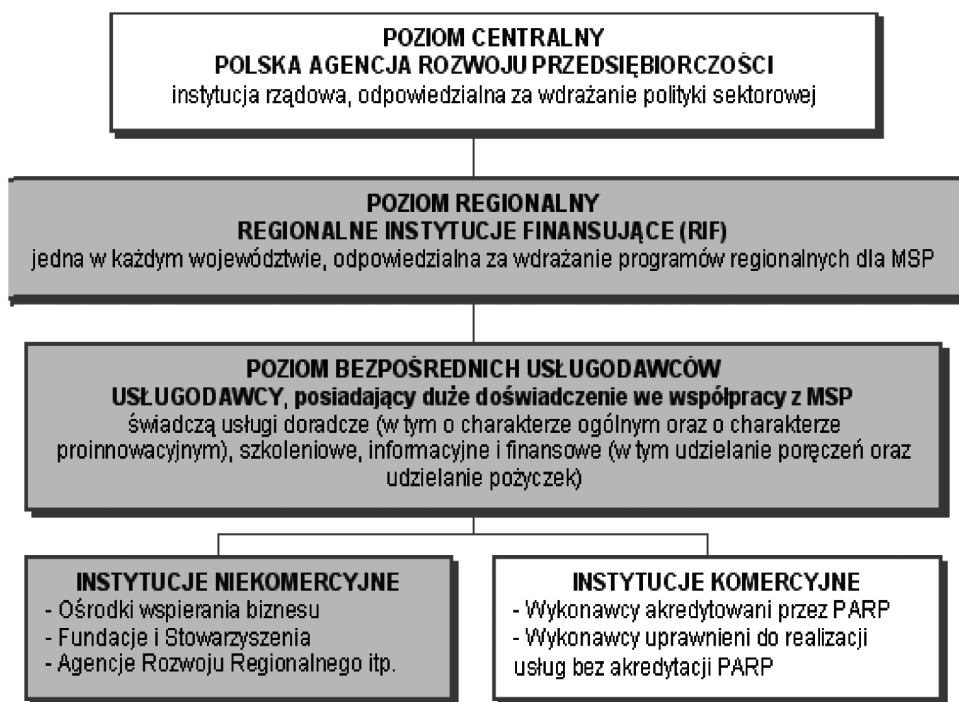 POZIOM CENTRALNY
POLSKA AGENCJA ROZWOJU PRZEDSIĘBIORCZOŚCI
instytucja rządowa, odpowiedzialna za wdrażanie polityki sektorowej
POZIOM REGIONALNY
REGIONALNE INSTYTUCJE FINANSUJĄCE (RIF)
jedna w każdym województwie, odpowiedzialna za wdrażanie programów regionalnych dla MSP
POZIOM BEZPOŚREDNICH USŁUGODAWCÓW
USŁUGODAWCY, posiadający duże doświadczenie we współpracy z MSP
świadczą usługi doradcze (w tym o charakterze ogólnym oraz o charakterze
proinnowacyjnym), szkoleniowe, informacyjne i finansowe (w tym udzielanie poręczeń oraz
udzielanie pożyczek)
INSTYTUCJE NIEKOMERCYJNE
- Ośrodki wspierania biznesu
- Fundacje i Stowarzyszenia
- Agencje Rozwoju Regionalnego itp.
INSTYTUCJE KOMERCYJNE
- Wykonawcy akredytowani przez PARP
- Wykonawcy uprawnieni do realizacji
usług bez akredytacji PARP